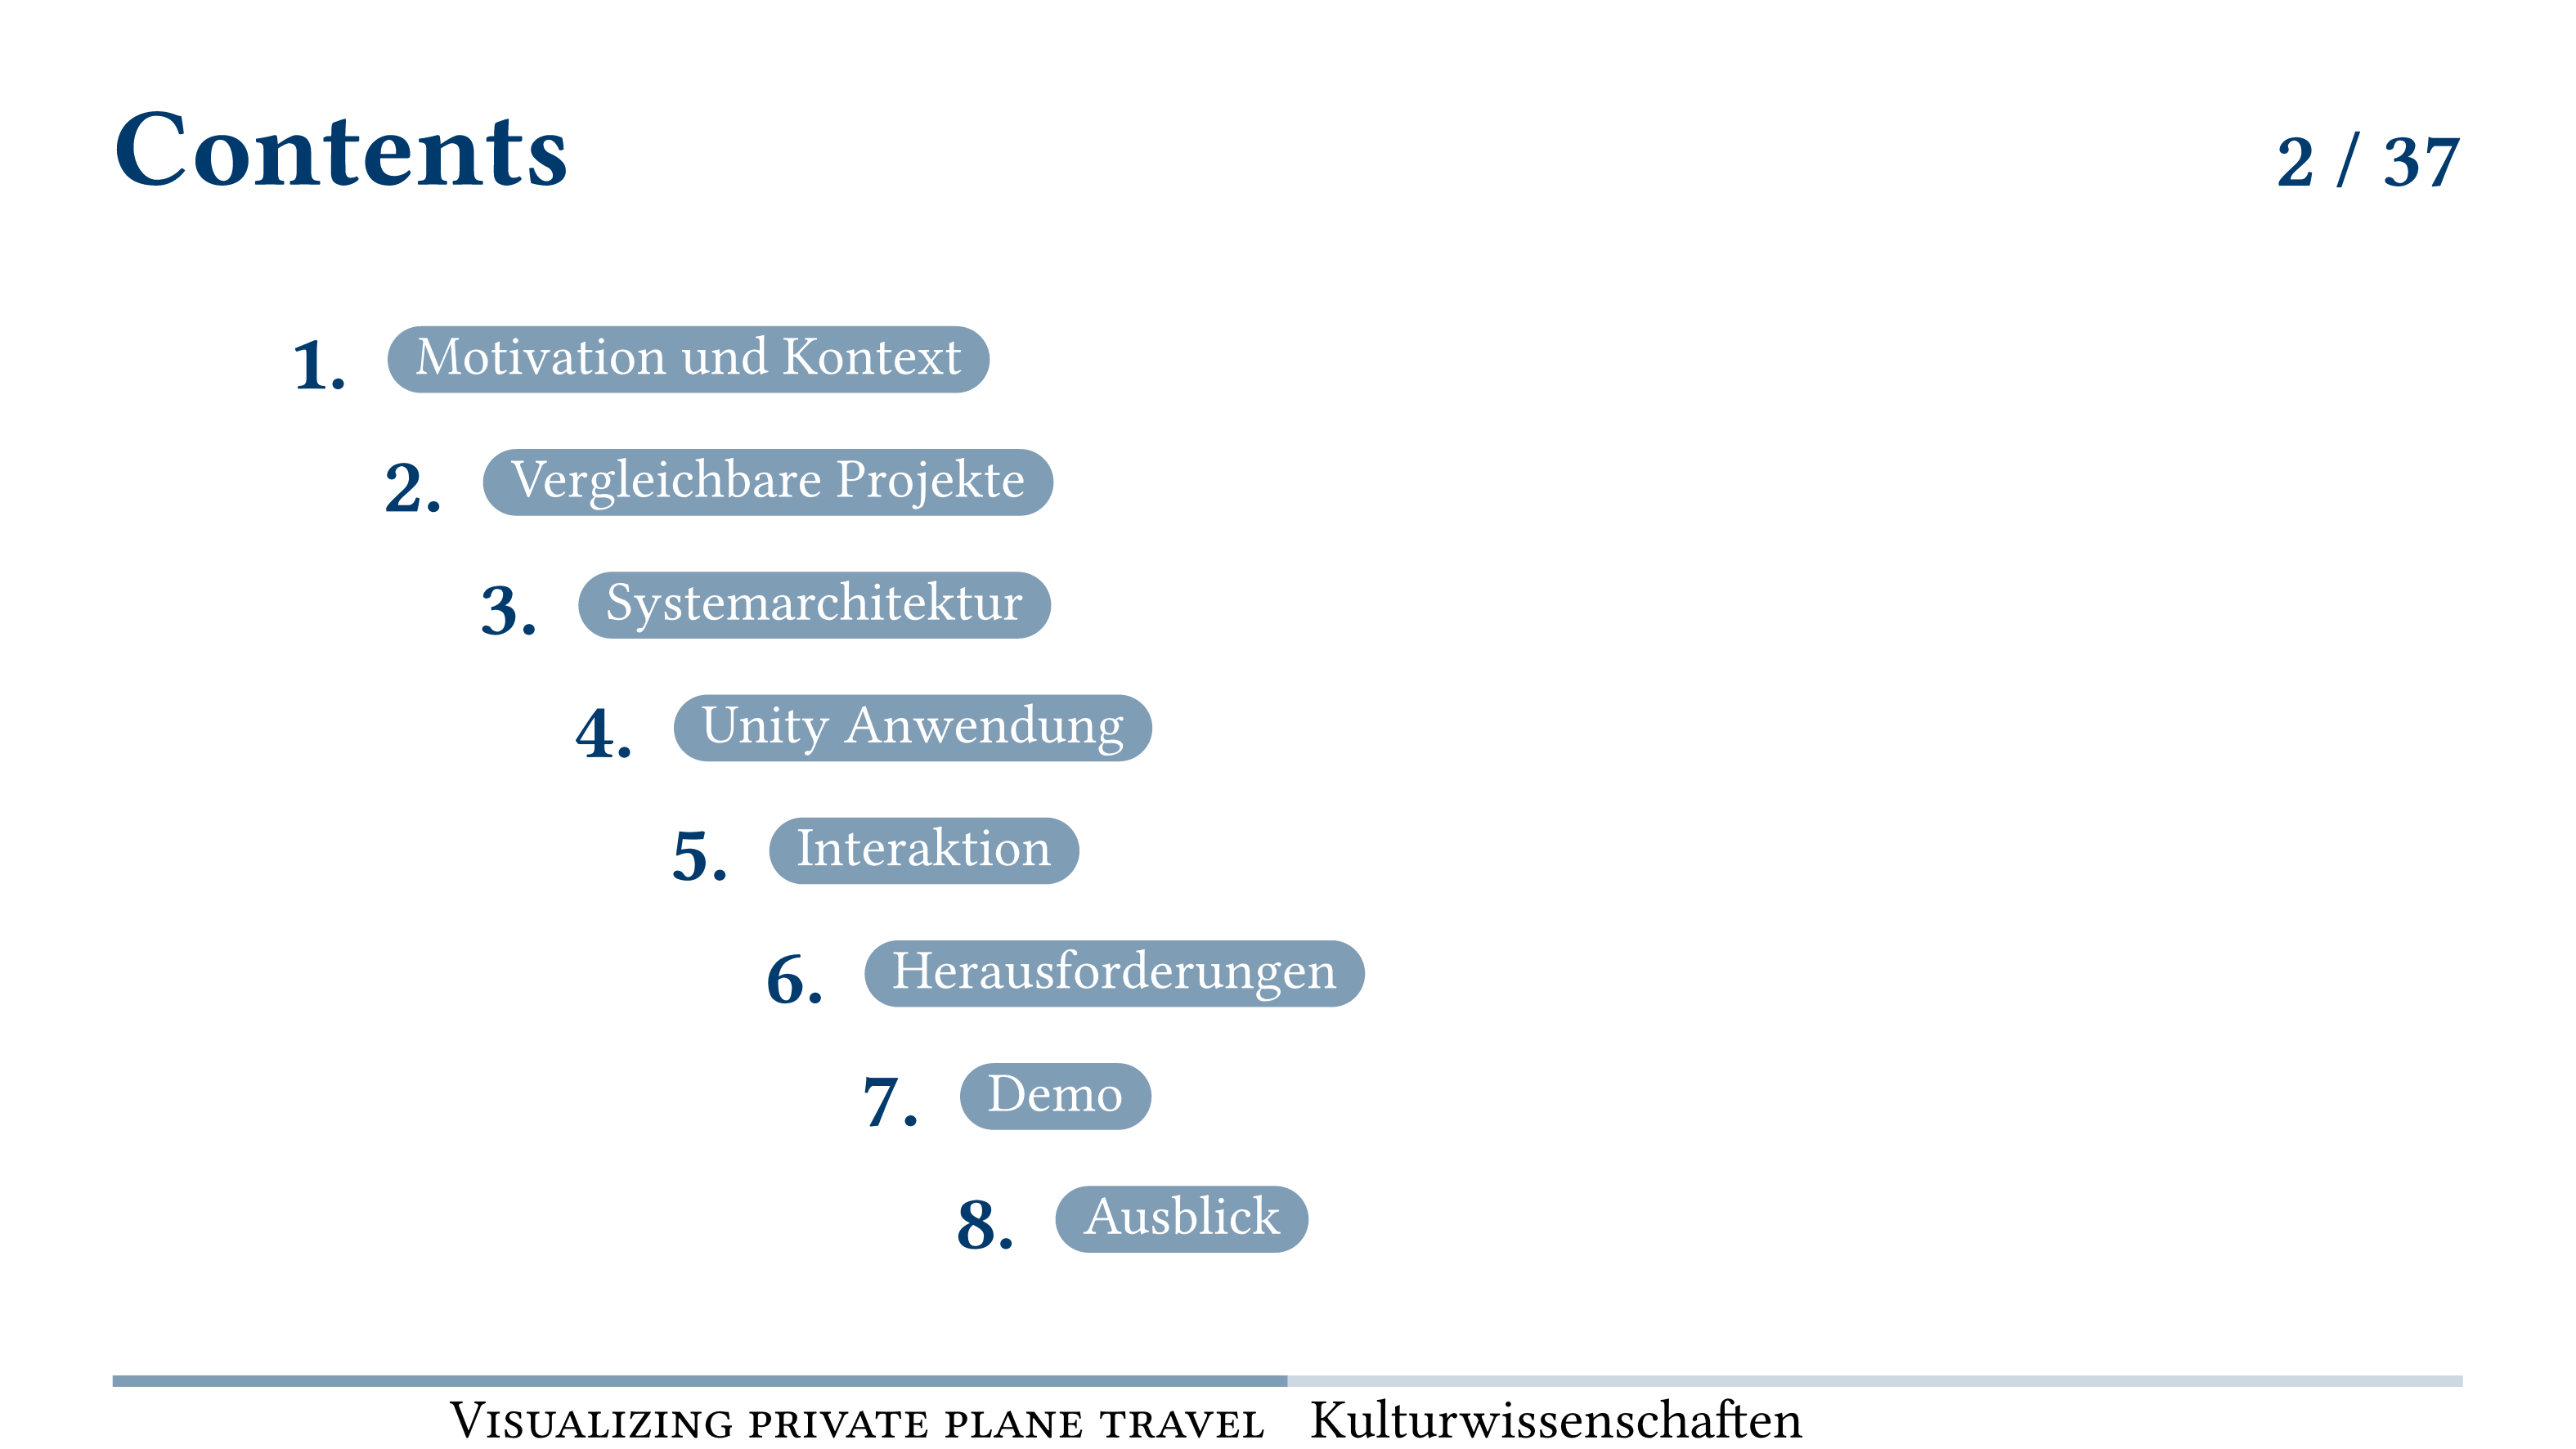 Contents
2 / 37
1. Motivation und Kontext
2. Vergleichbare Projekte
3. Systemarchitektur
4. Unity Anwendung
5. Interaktion
6. Herausforderungen
7. Demo
8. Ausblick
Visualizing private plane travel Kulturwissenschaften